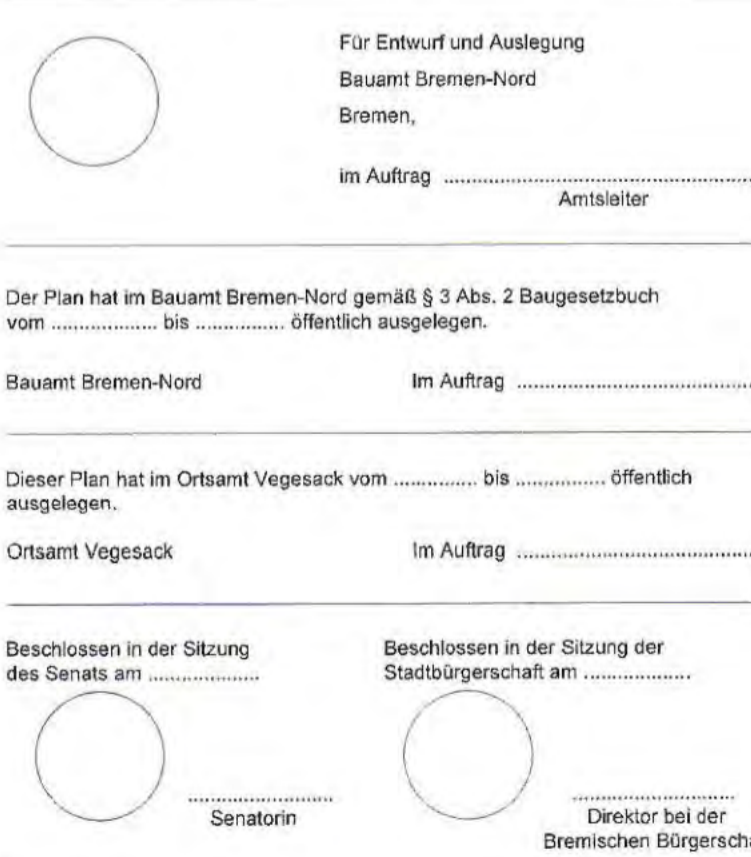 Für Entwurf und Auslegung
Bauamt Bremen-Nord
Bremen,
im Auftrag ......................................................
Amtsleiter
Der Plan hat im Bauamt Bremen-Nord gemäß § 3 Abs. 2 Baugesetzbuch
vom ................... bis ................ öffentlich ausgelegen.
Bauamt Bremen-Nord Im Auftrag ..........................................
Dieser Plan hat im Ortsamt Vegesack vom ............... bis ................ öffentlich
ausgelegen.
Ortsamt Vegesack Im Auftrag ..........................................
Beschlossen in der Sitzung
des Senats am ....................
Senatorin
Beschlossen in der Sitzung der
Stadtbürgerschaft am ...................
Direktor bei der
Bremischen